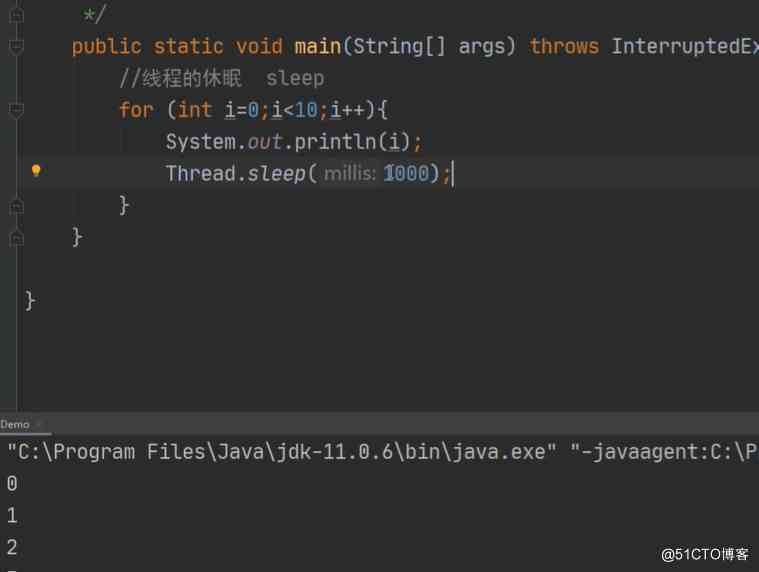 */
public static void main(String[] args) throws InterruptedEx
//线程的休眠 sleep
for (int i=0;i<10;i++){
System.out.println(i);
Thread.sleep( millis: 1000);
}
}
}
Demo
"C:\Program Files\Java\jdk-11.0.6\bin\java.exe" "-javaagent:C:\P
0
1
2
@51CTO博客